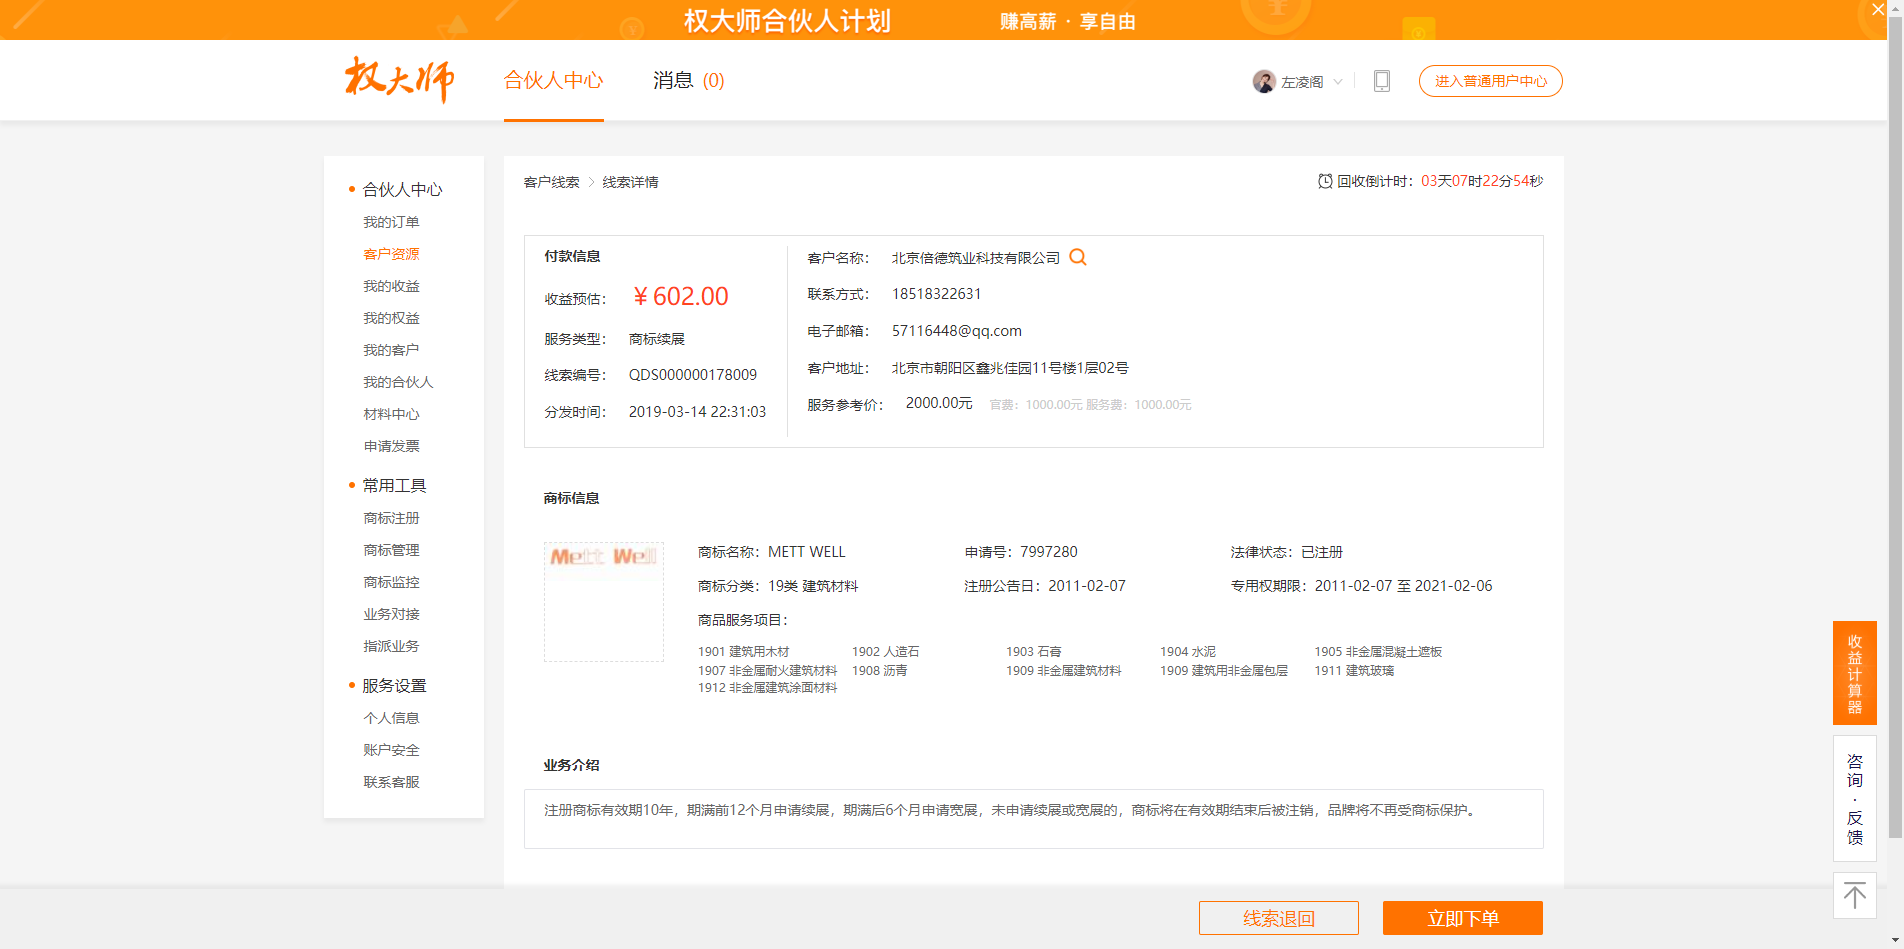 权大师合伙人计划 赚高薪 · 享自由
权大师 合伙人中心 消息 (0) 左凌阁 进入普通用户中心
合伙人中心
我的订单
客户资源
我的收益
我的权益
我的客户
我的合伙人
材料中心
申请发票
常用工具
商标注册
商标管理
商标监控
业务对接
指派业务
服务设置
个人信息
账户安全
联系客服
客户线索 > 线索详情 回收倒计时：03天07时22分54秒
付款信息
收益预估： ¥ 602.00
服务类型： 商标续展
线索编号： QDS000000178009
分发时间： 2019-03-14 22:31:03
客户名称： 北京倍德筑业科技有限公司
联系方式： 18518322631
电子邮箱： 57116448@qq.com
客户地址： 北京市朝阳区鑫兆佳园11号楼1层02号
服务参考价： 2000.00元 官费：1000.00元 服务费：1000.00元
商标信息
Mett Well
商标名称：METT WELL 申请号：7997280 法律状态：已注册
商标分类：19类 建筑材料 注册公告日：2011-02-07 专用权期限：2011-02-07 至 2021-02-06
商品服务项目：
1901 建筑用木材 1902 人造石 1903 石膏 1904 水泥 1905 非金属混凝土遮板
1907 非金属耐火建筑材料 1908 沥青 1909 非金属建筑材料 1909 建筑用非金属包层 1911 建筑玻璃
1912 非金属建筑涂面材料
业务介绍
注册商标有效期10年，期满前12个月申请续展，期满后6个月申请宽展，未申请续展或宽展的，商标将在有效期结束后被注销，品牌将不再受商标保护。
线索退回 立即下单
收益计算器
咨询·反馈